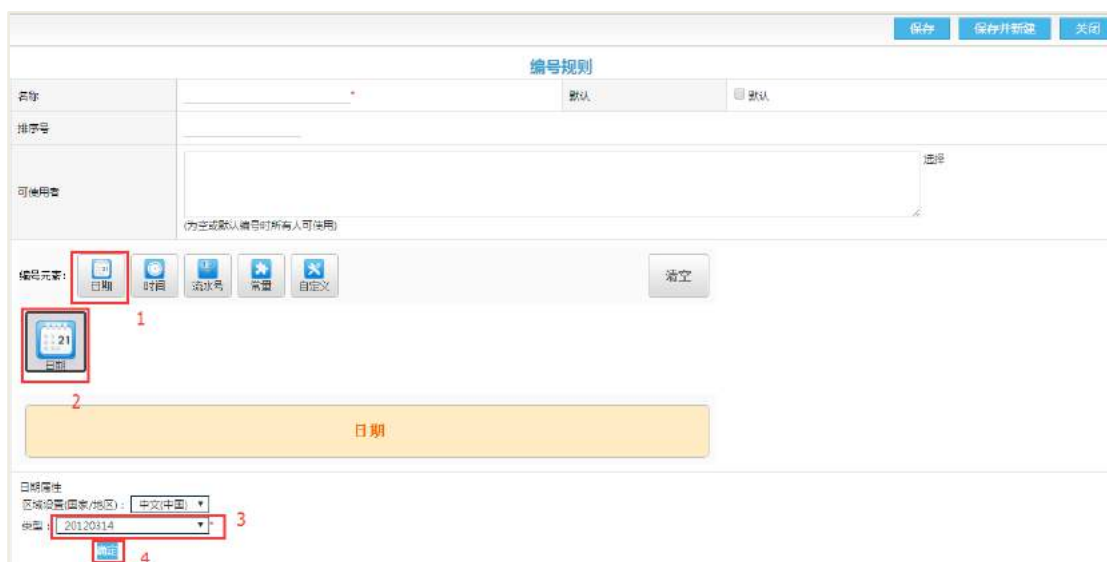 保存 保存并新建 关闭
编号规则
名称 * 默认 默认
排序号
可使用者 选择
(为空或默认编号时所有人可使用)
编号元素: 日期 时间 流水号 常量 自定义 清空
1
21
日期
2
日期
日期属性
区域设置(国家/地区): 中文(中国)
类型: 20120314 * 3
确定 4